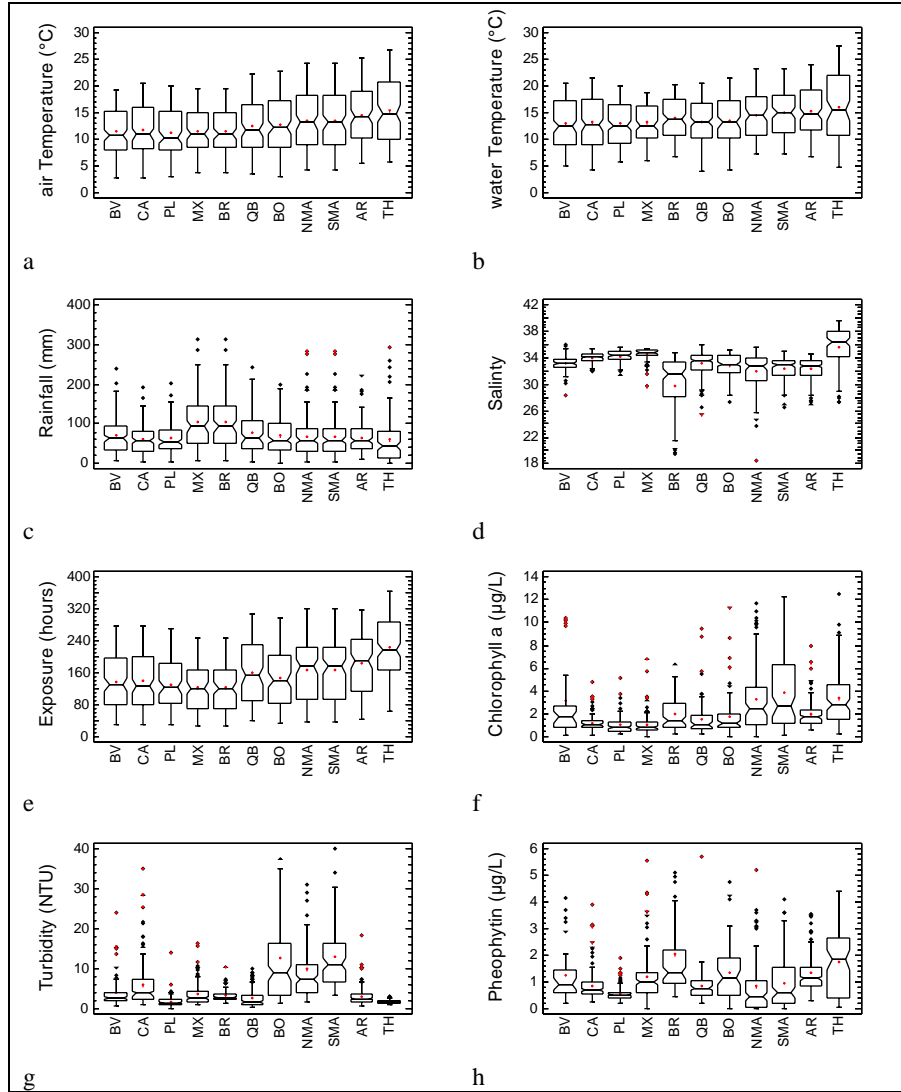 air Temperature (°C)
30
25
20
15
10
5
0
BV CA PL MX BR QB BO NMA SMA AR TH
a
water Temperature (°C)
30
25
20
15
10
5
0
BV CA PL MX BR QB BO NMA SMA AR TH
b
Rainfall (mm)
400
300
200
100
0
BV CA PL MX BR QB BO NMA SMA AR TH
c
Salinity
42
38
34
30
26
22
18
BV CA PL MX BR QB BO NMA SMA AR TH
d
Exposure (hours)
400
320
240
160
80
0
BV CA PL MX BR QB BO NMA SMA AR TH
e
Chlorophyll a (µg/L)
14
12
10
8
6
4
2
0
BV CA PL MX BR QB BO NMA SMA AR TH
f
Turbidity (NTU)
40
30
20
10
0
BV CA PL MX BR QB BO NMA SMA AR TH
g
Pheophytin (µg/L)
6
5
4
3
2
1
0
BV CA PL MX BR QB BO NMA SMA AR TH
h